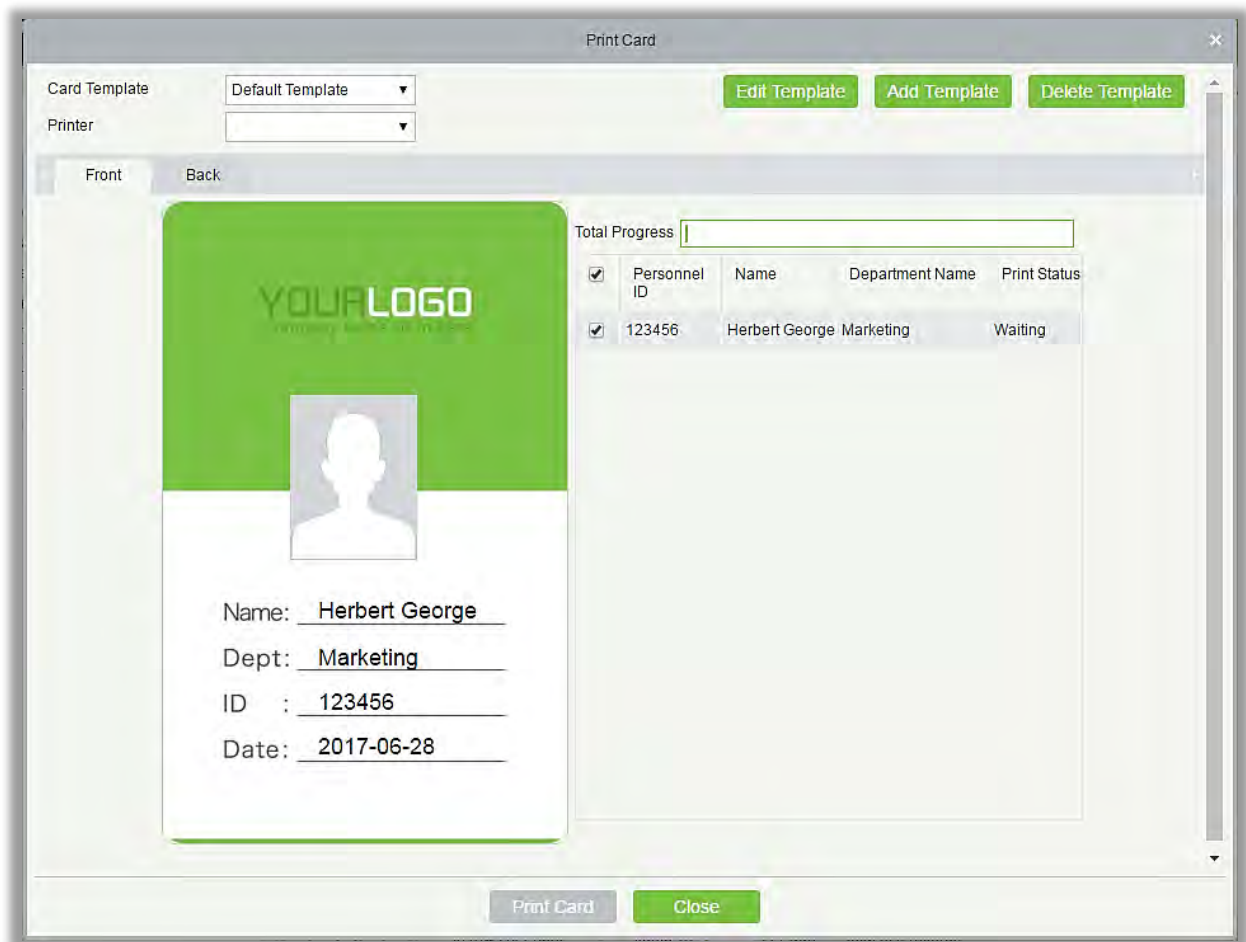 Print Card
Card Template Default Template Edit Template Add Template Delete Template
Printer
Front Back
YOURLOGO
Total Progress
Personnel ID Name Department Name Print Status
123456 Herbert George Marketing Waiting
Name: Herbert George
Dept: Marketing
ID : 123456
Date: 2017-06-28
Print Card Close